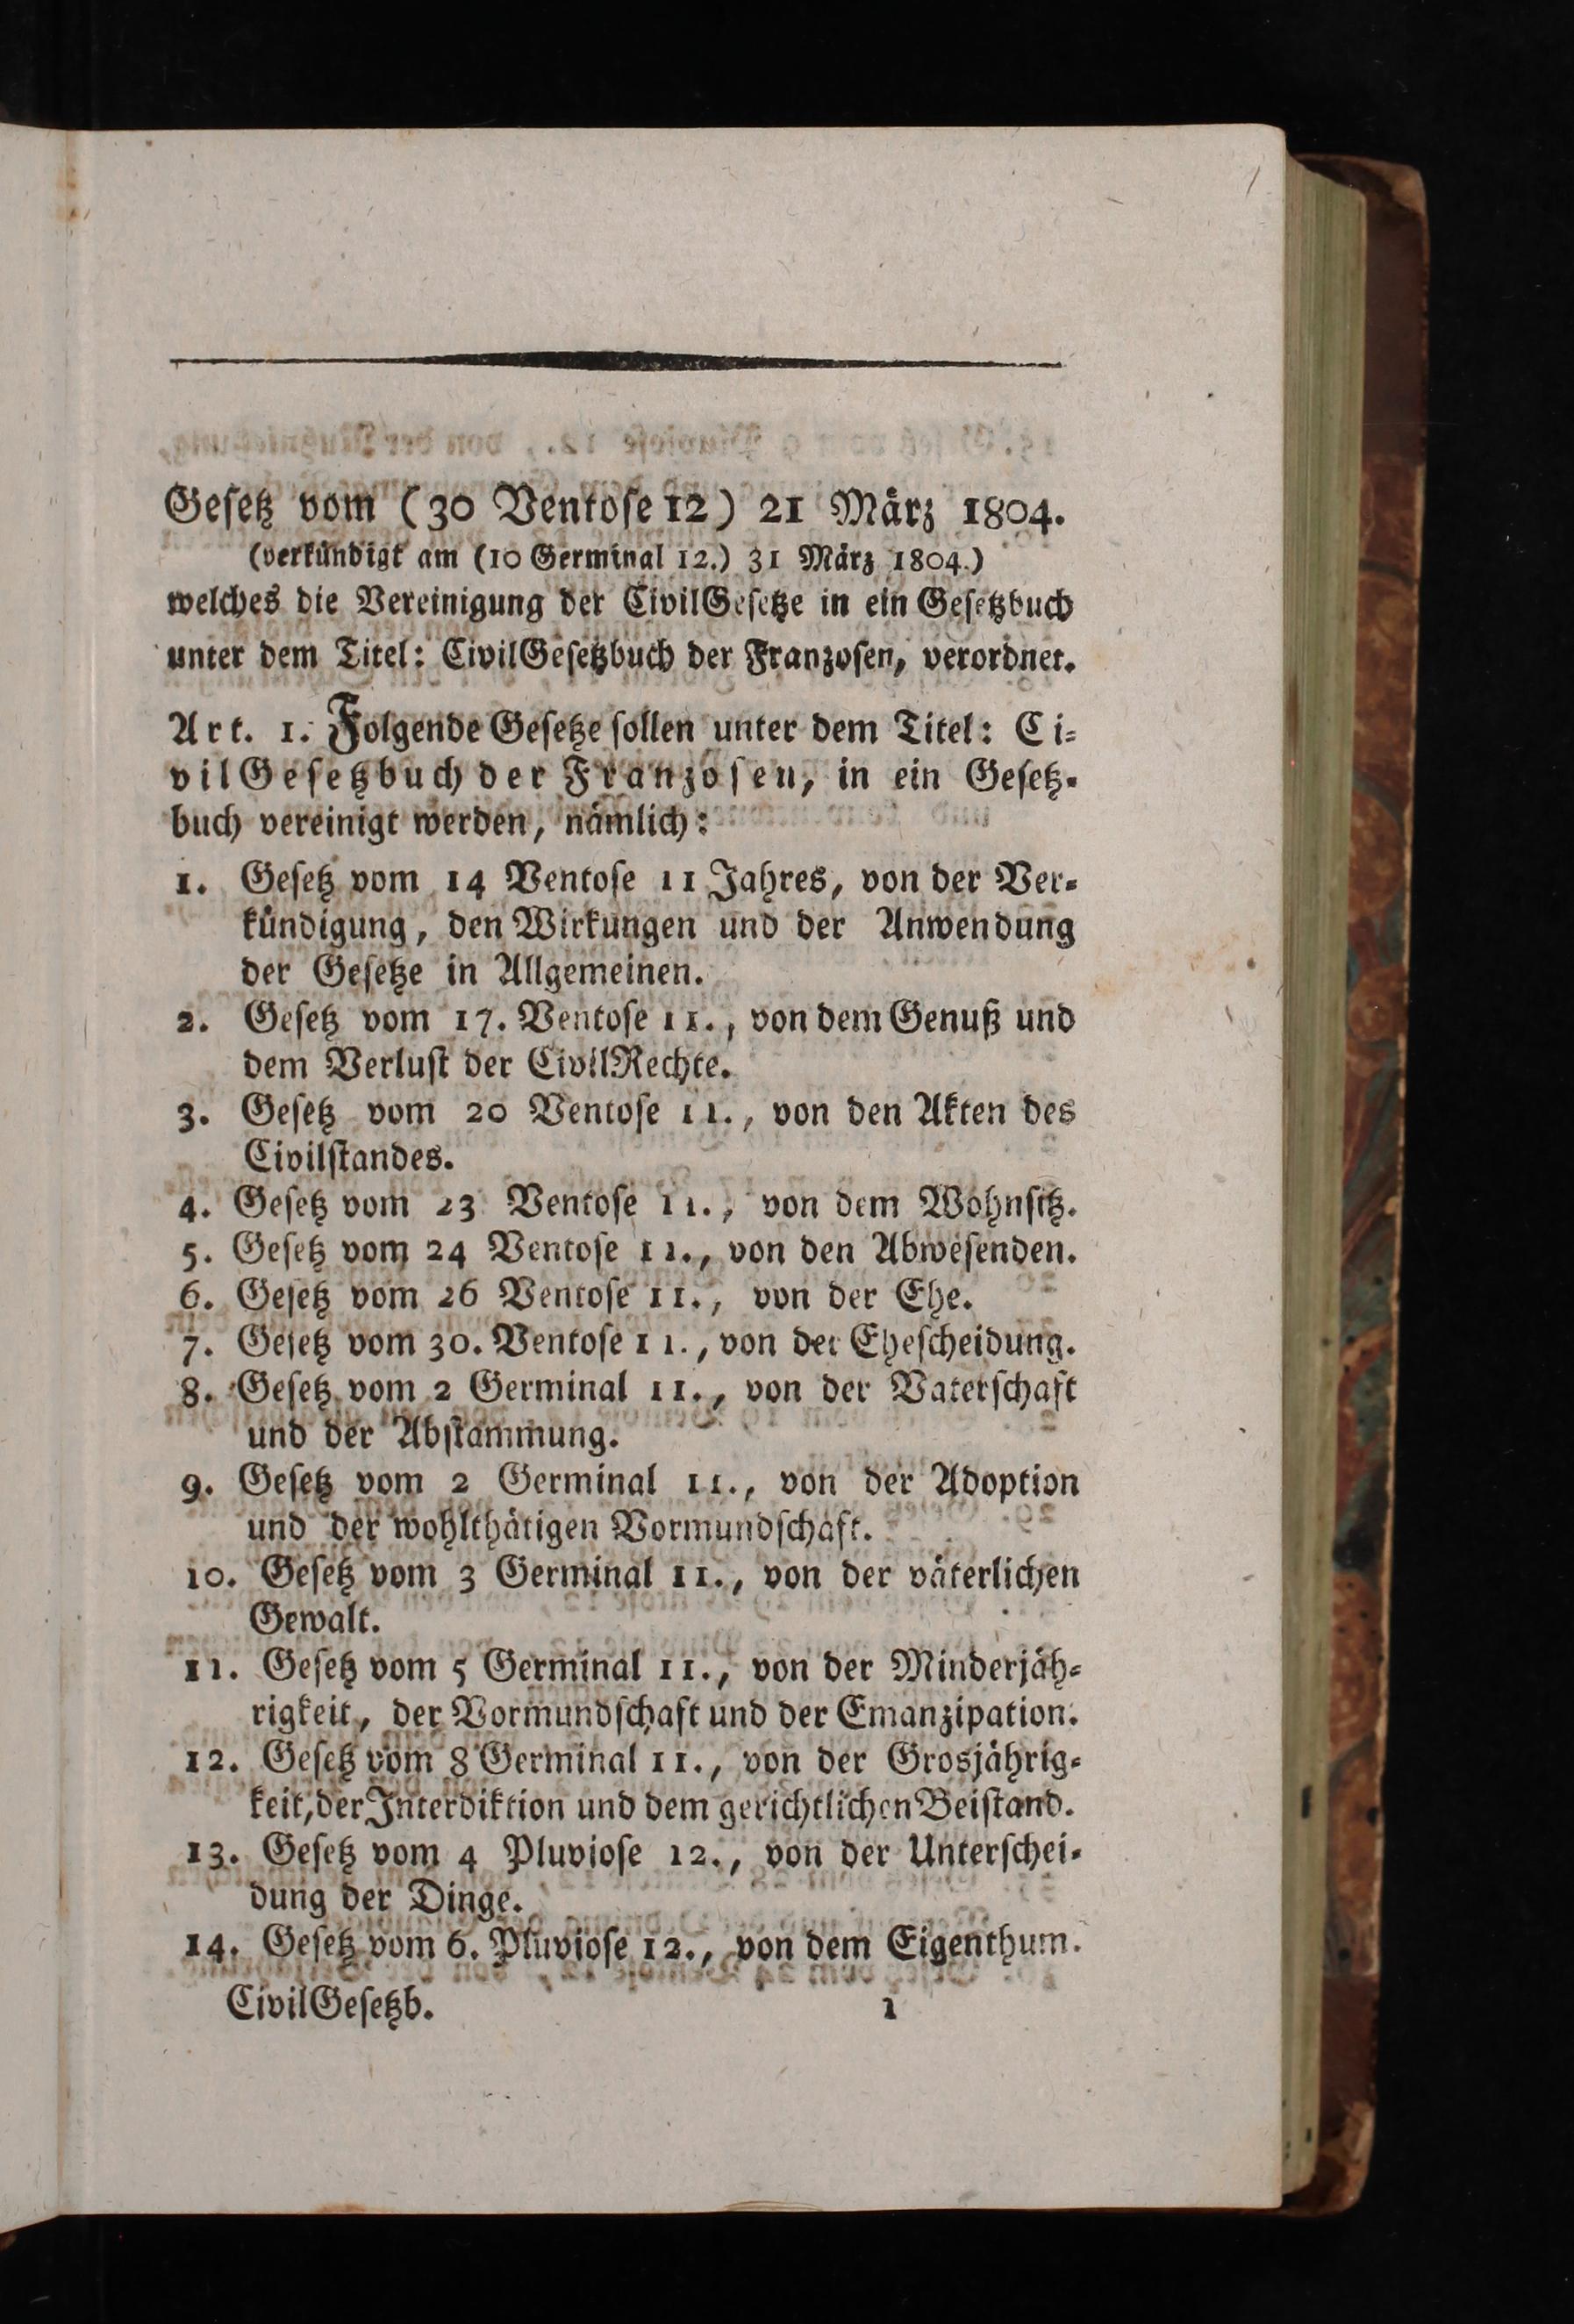 Gesetz vom (30 Ventose 12) 21 März 1804.
(verkündigt am (10 Germinal 12.) 31 März 1804.)
welches die Vereinigung der CivilGesetze in ein Gesetzbuch
unter dem Titel: CivilGesetzbuch der Franzosen, verordnet.
Art. 1. Folgende Gesetze sollen unter dem Titel: Ci-
vilGesetzbuch der Franzosen, in ein Gesetz-
buch vereinigt werden, nämlich:
1. Gesetz vom 14 Ventose 11 Jahres, von der Ver-
kündigung, den Wirkungen und der Anwendung
der Gesetze in Allgemeinen.
2. Gesetz vom 17. Ventose 11., von dem Genuß und
dem Verlust der CivilRechte.
3. Gesetz vom 20 Ventose 11., von den Akten des
Civilstandes.
4. Gesetz vom 23 Ventose 11., von dem Wohnsitz.
5. Gesetz vom 24 Ventose 11., von den Abwesenden.
6. Gesetz vom 26 Ventose 11., von der Ehe.
7. Gesetz vom 30. Ventose 11., von der Ehescheidung.
8. Gesetz vom 2 Germinal 11., von der Vaterschaft
und der Abstammung.
9. Gesetz vom 2 Germinal 11., von der Adoption
und der wohlthätigen Vormundschaft.
10. Gesetz vom 3 Germinal 11., von der väterlichen
Gewalt.
11. Gesetz vom 5 Germinal 11., von der Minderjäh-
rigkeit, der Vormundschaft und der Emanzipation.
12. Gesetz vom 8 Germinal 11., von der Grosjährig-
keit, der Interdiktion und dem gerichtlichen Beistand.
13. Gesetz vom 4 Pluviose 12., von der Unterschei-
dung der Dinge.
14. Gesetz vom 6. Pluviose 12., von dem Eigenthum.
CivilGesetzb. 1